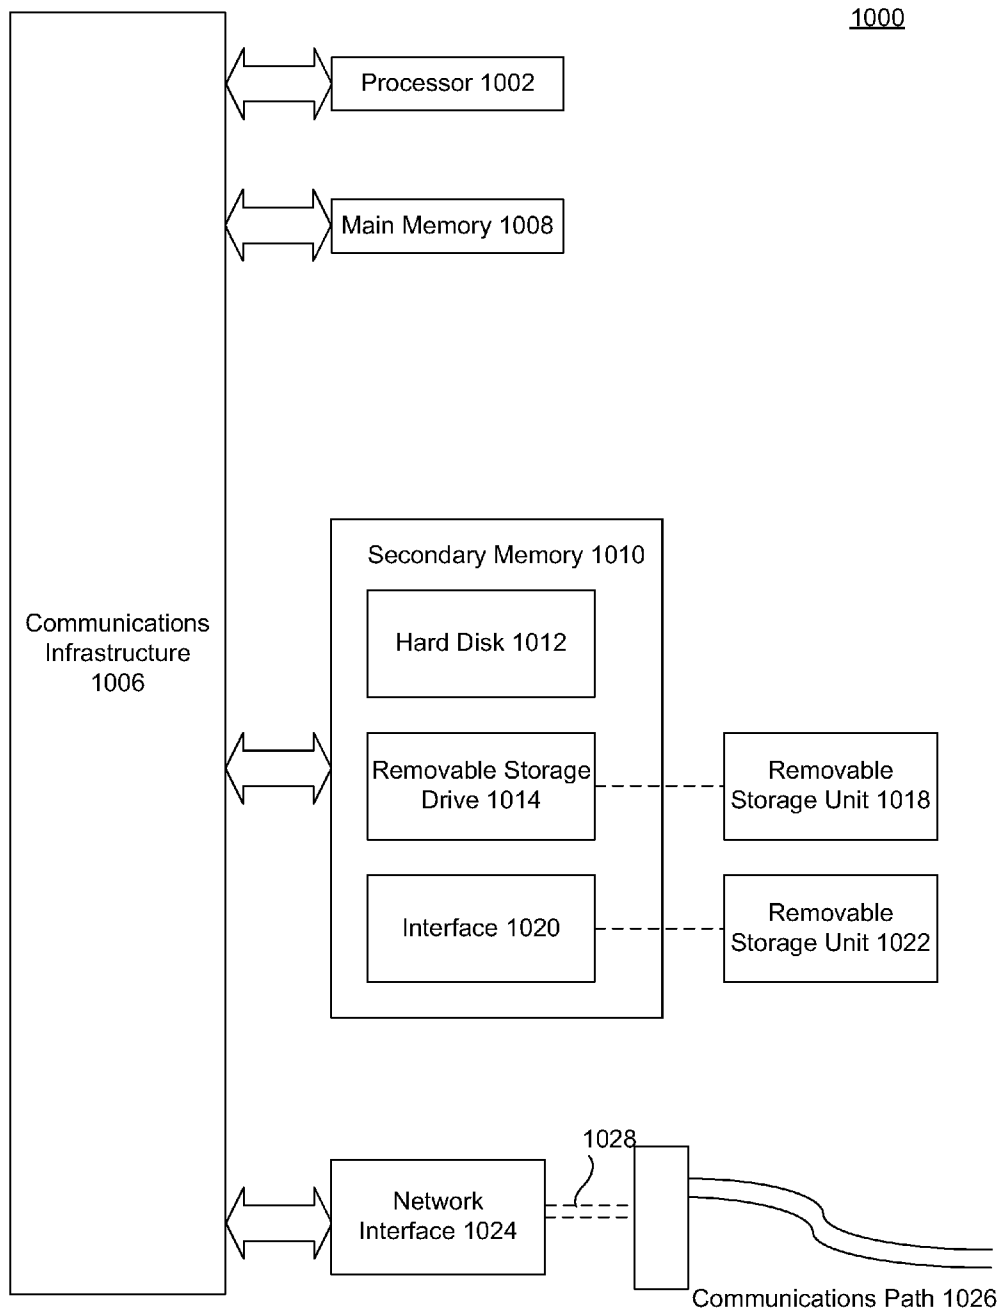 1000
Processor 1002
Main Memory 1008
Communications
Infrastructure
1006
Secondary Memory 1010
Hard Disk 1012
Removable Storage
Drive 1014
Removable
Storage Unit 1018
Interface 1020
Removable
Storage Unit 1022
1028
Network
Interface 1024
Communications Path 1026